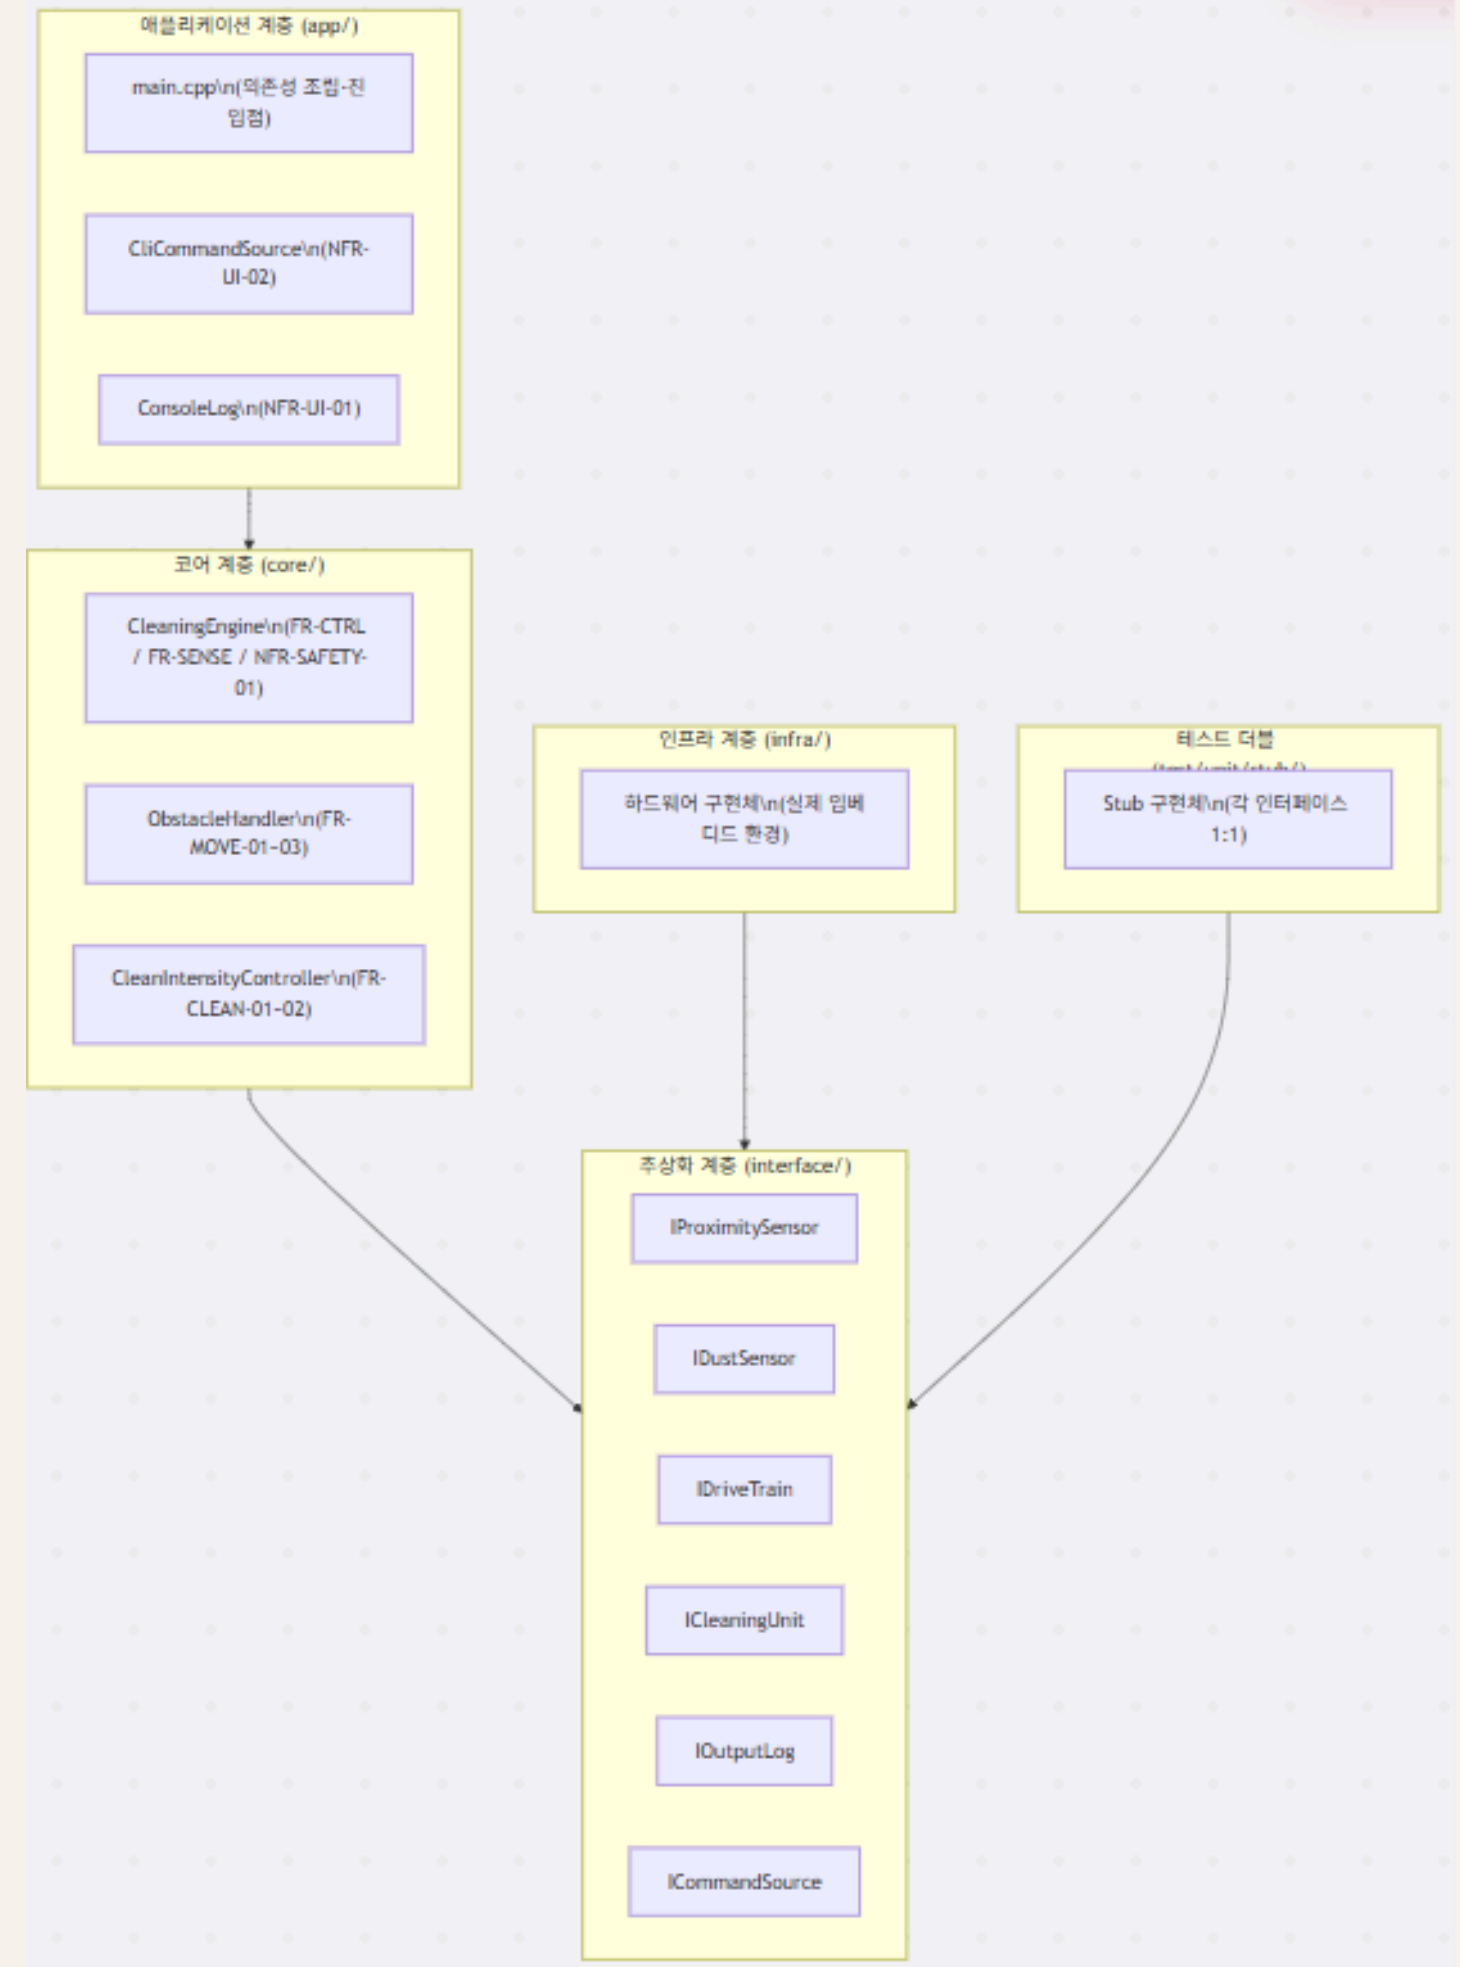 애플리케이션 계층 (app/)
main.cpp\n(의존성 조립-진
입점)
CliCommandSource\n(NFR-
UI-02)
ConsoleLog\n(NFR-UI-01)
코어 계층 (core/)
CleaningEngine\n(FR-CTRL
/ FR-SENSE / NFR-SAFETY-
01)
ObstacleHandler\n(FR-
MOVE-01~03)
CleanIntensityController\n(FR-
CLEAN-01~02)
인프라 계층 (infra/)
하드웨어 구현체\n(실제 임베
디드 환경)
테스트 더블
(test/unit/stub/)
Stub 구현체\n(각 인터페이스
1:1)
추상화 계층 (interface/)
IProximitySensor
IDustSensor
IDriveTrain
ICleaningUnit
IOutputLog
ICommandSource